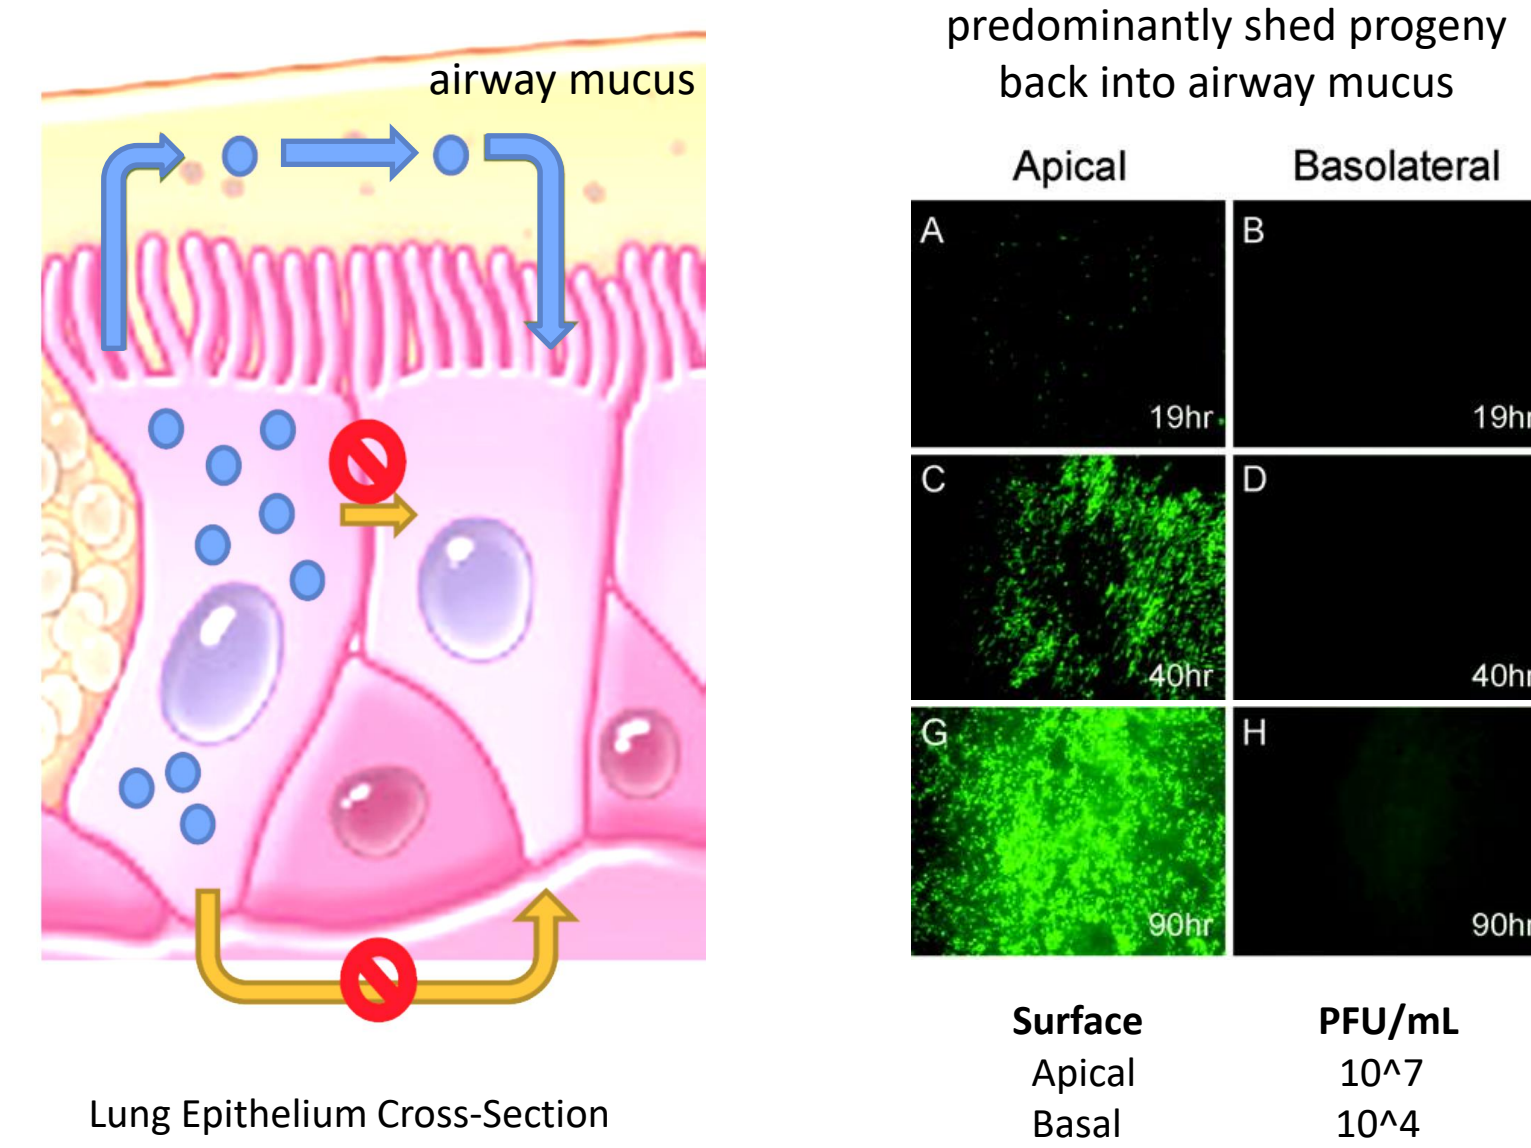 airway mucus
Lung Epithelium Cross-Section
predominantly shed progeny
back into airway mucus
Apical Basolateral
A B
19hr 19hr
C D
40hr 40hr
G H
90hr 90hr
Surface PFU/mL
Apical 10^7
Basal 10^4